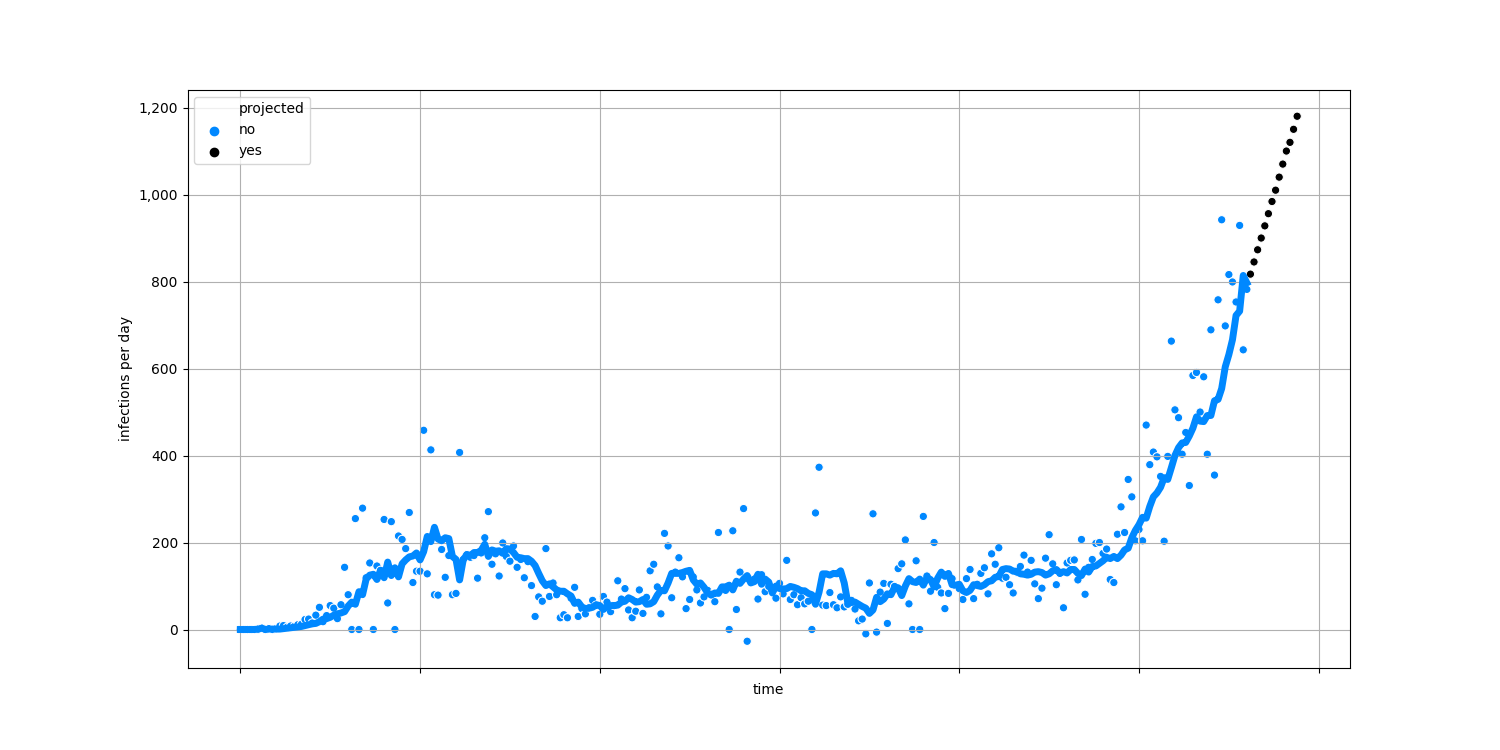 projected
no
yes
1,200
1,000
800
600
400
200
0
infections per day
time